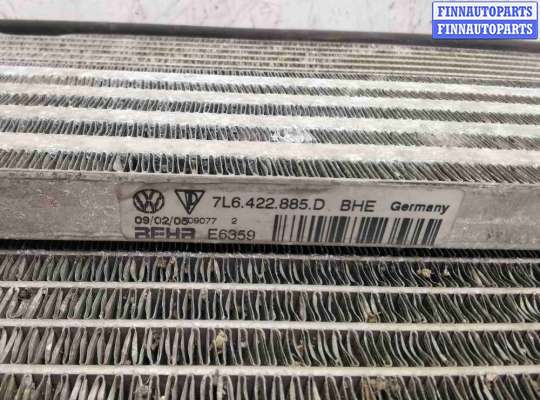 FINNAUTOPARTS
FINNAUTOPARTS
7L6.422.885.D BHE Germany
09/02/05 09077 2
BEHR E6359